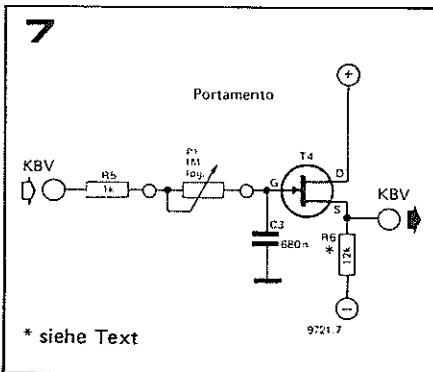 7
Portamento
+
KBV
R5
1k
P1
1M
log.
G
T4
D
S
KBV
C3
680n
R6
*
12k
–
9721.7
* siehe Text